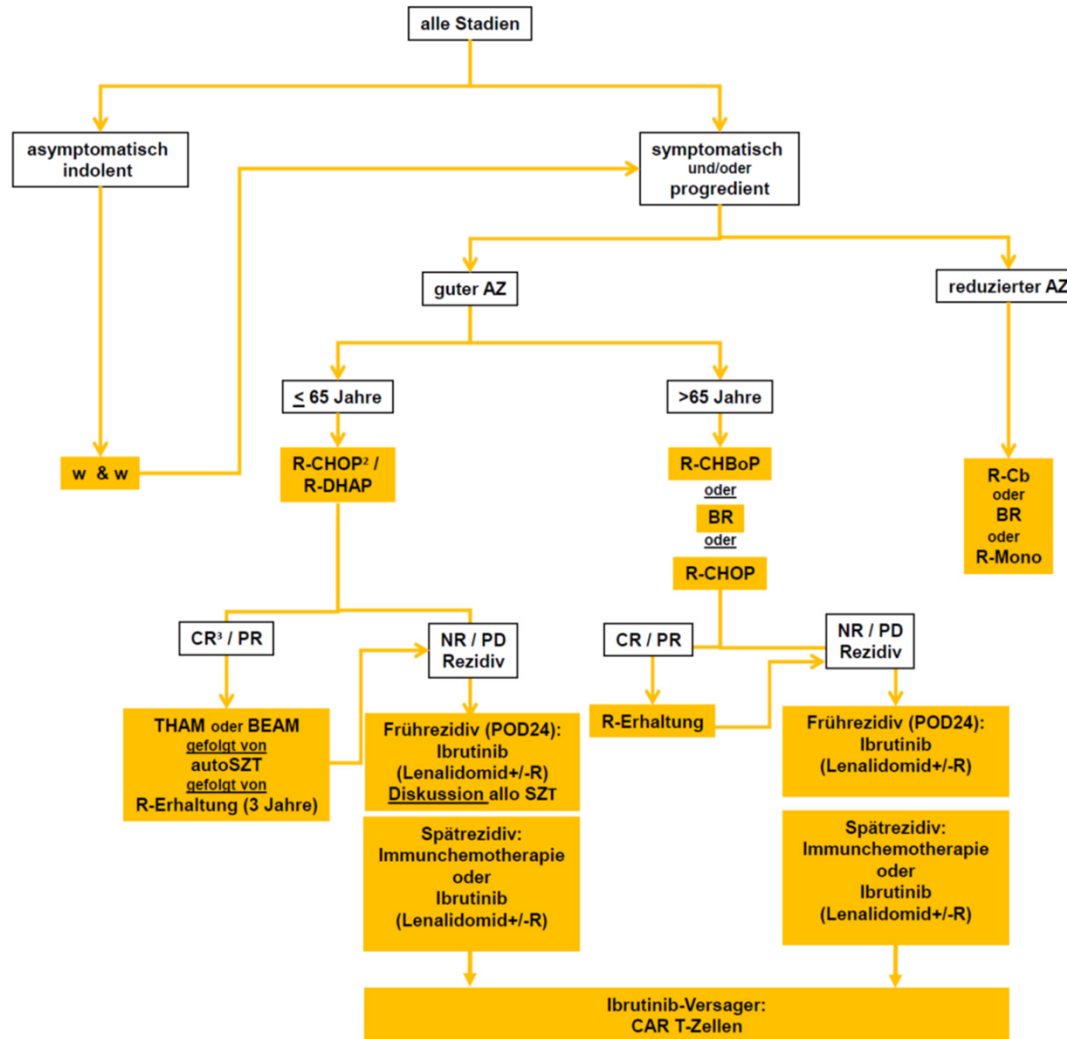 alle Stadien
asymptomatisch
indolent
symptomatisch
und/oder
progredient
guter AZ
reduzierter AZ
≤ 65 Jahre
>65 Jahre
w & w
R-CHOP² /
R-DHAP
R-CHBoP
oder
BR
oder
R-CHOP
R-Cb
oder
BR
oder
R-Mono
CR³ / PR
NR / PD
Rezidiv
CR / PR
NR / PD
Rezidiv
THAM oder BEAM
gefolgt von
autoSZT
gefolgt von
R-Erhaltung (3 Jahre)
Frührezidiv (POD24):
Ibrutinib
(Lenalidomid+/-R)
Diskussion allo SZT
R-Erhaltung
Frührezidiv (POD24):
Ibrutinib
(Lenalidomid+/-R)
Spätrezidiv:
Immunchemotherapie
oder
Ibrutinib
(Lenalidomid+/-R)
Spätrezidiv:
Immunchemotherapie
oder
Ibrutinib
(Lenalidomid+/-R)
Ibrutinib-Versager:
CAR T-Zellen